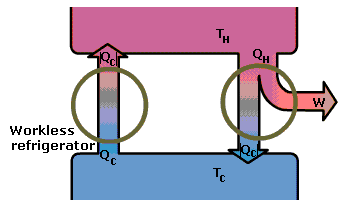 T_H
Q_C
Q_H
W
Workless
refrigerator
Q_C
Q_C
T_C